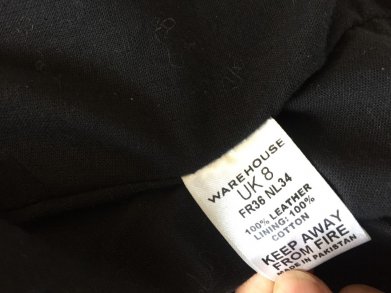 WAREHOUSE
UK 8
FR36 NL34
100% LEATHER
LINING: 100%
COTTON
KEEP AWAY
FROM FIRE
MADE IN PAKISTAN